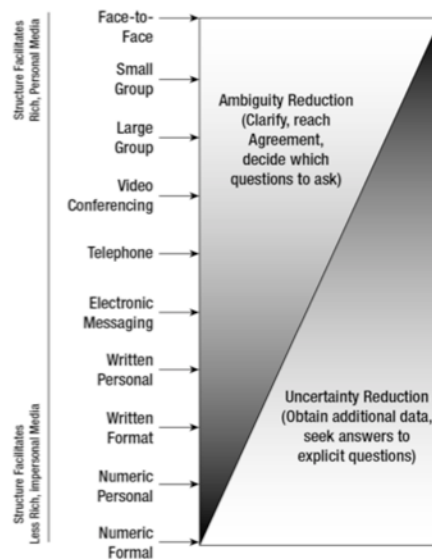 Structure Facilitates
Rich, Personal Media
Face-to-
Face
Small
Group
Large
Group
Video
Conferencing
Telephone
Electronic
Messaging
Written
Personal
Written
Format
Numeric
Personal
Numeric
Formal
Structure Facilitates
Less Rich, impersonal Media
Ambiguity Reduction
(Clarify, reach
Agreement,
decide which
questions to ask)
Uncertainty Reduction
(Obtain additional data,
seek answers to
explicit questions)